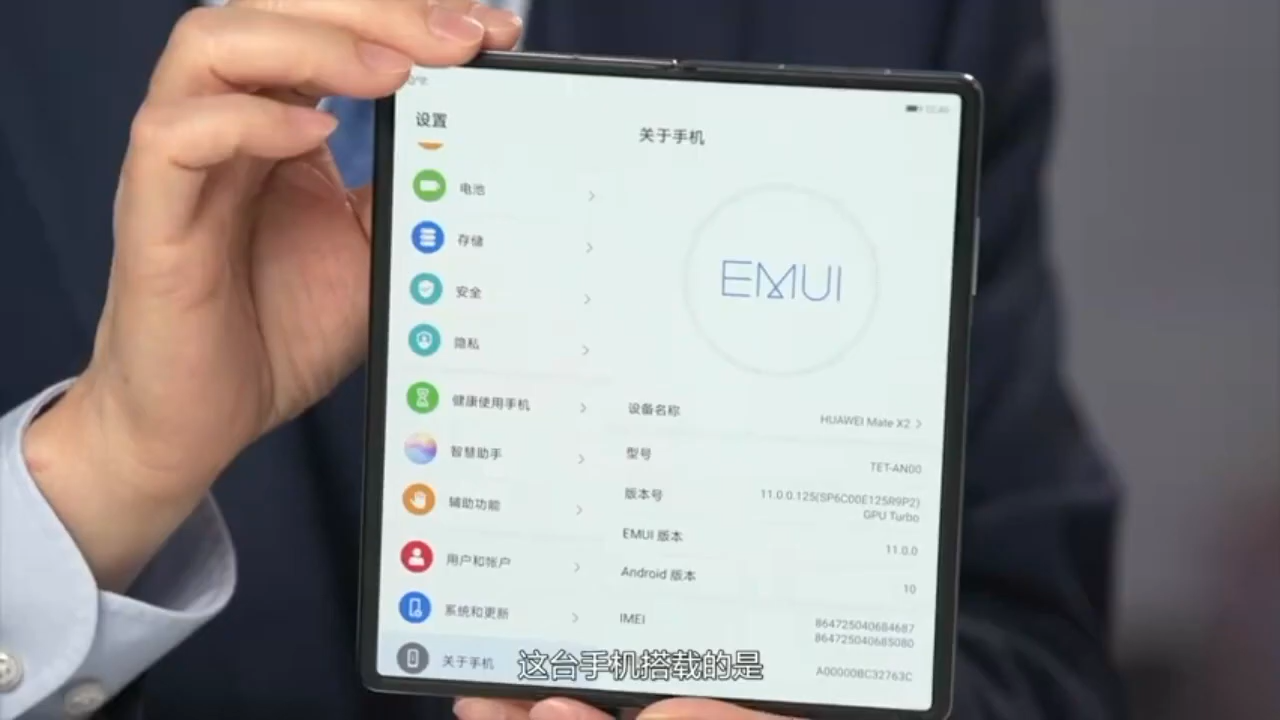 设置
关于手机
电池
存储
安全
隐私
健康使用手机
智慧助手
辅助功能
用户和帐户
系统和更新
关于手机
EMUI
设备名称 HUAWEI Mate X2
型号 TET-AN00
版本号 11.0.0.125(SP6C00E125R9P2)
GPU Turbo
EMUI 版本 11.0.0
Android 版本 10
IMEI 864725040684687
864725040685080
A00000BC32763C
这台手机搭载的是